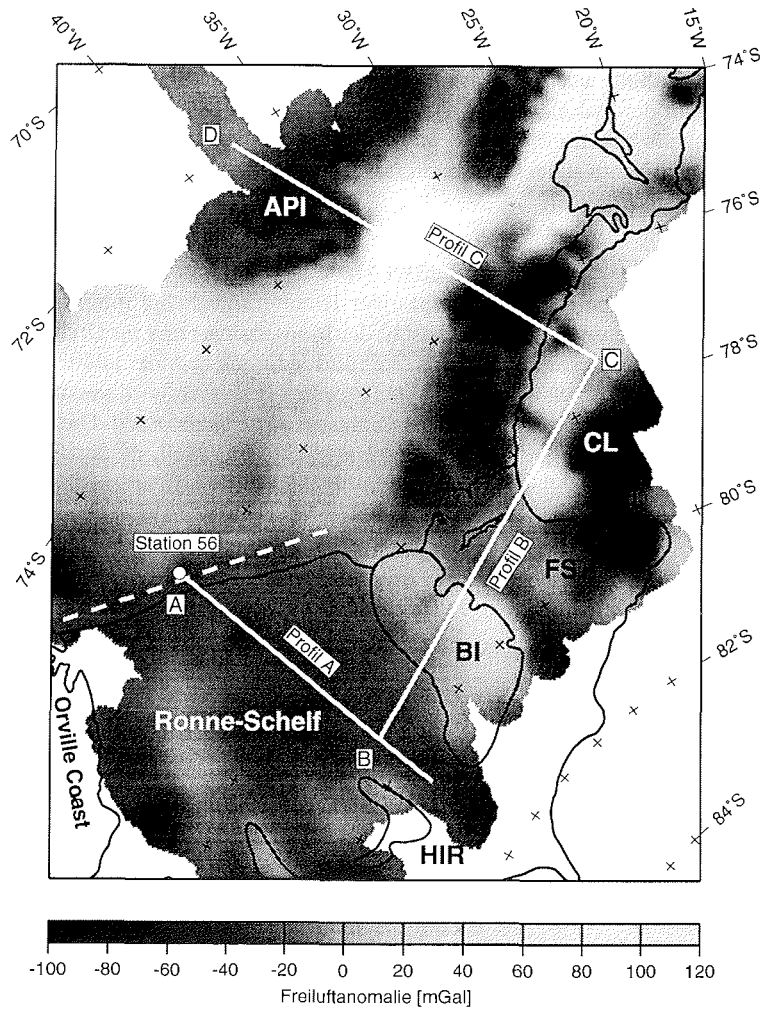 40°W
35°W
30°W
25°W
20°W
15°W
74°S
70°S
D
API
76°S
Profil C
72°S
78°S
C
CL
80°S
Station 56
74°S
A
Profil B
FS
Profil A
BI
82°S
Ronne-Schelf
Orville Coast
B
84°S
HIR
-100 -80 -60 -40 -20 0 20 40 60 80 100 120
Freiluftanomalie [mGal]